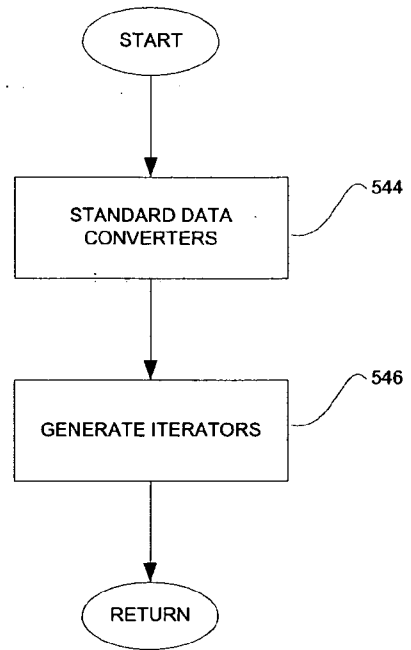 START
544
STANDARD DATA
CONVERTERS
546
GENERATE ITERATORS
RETURN